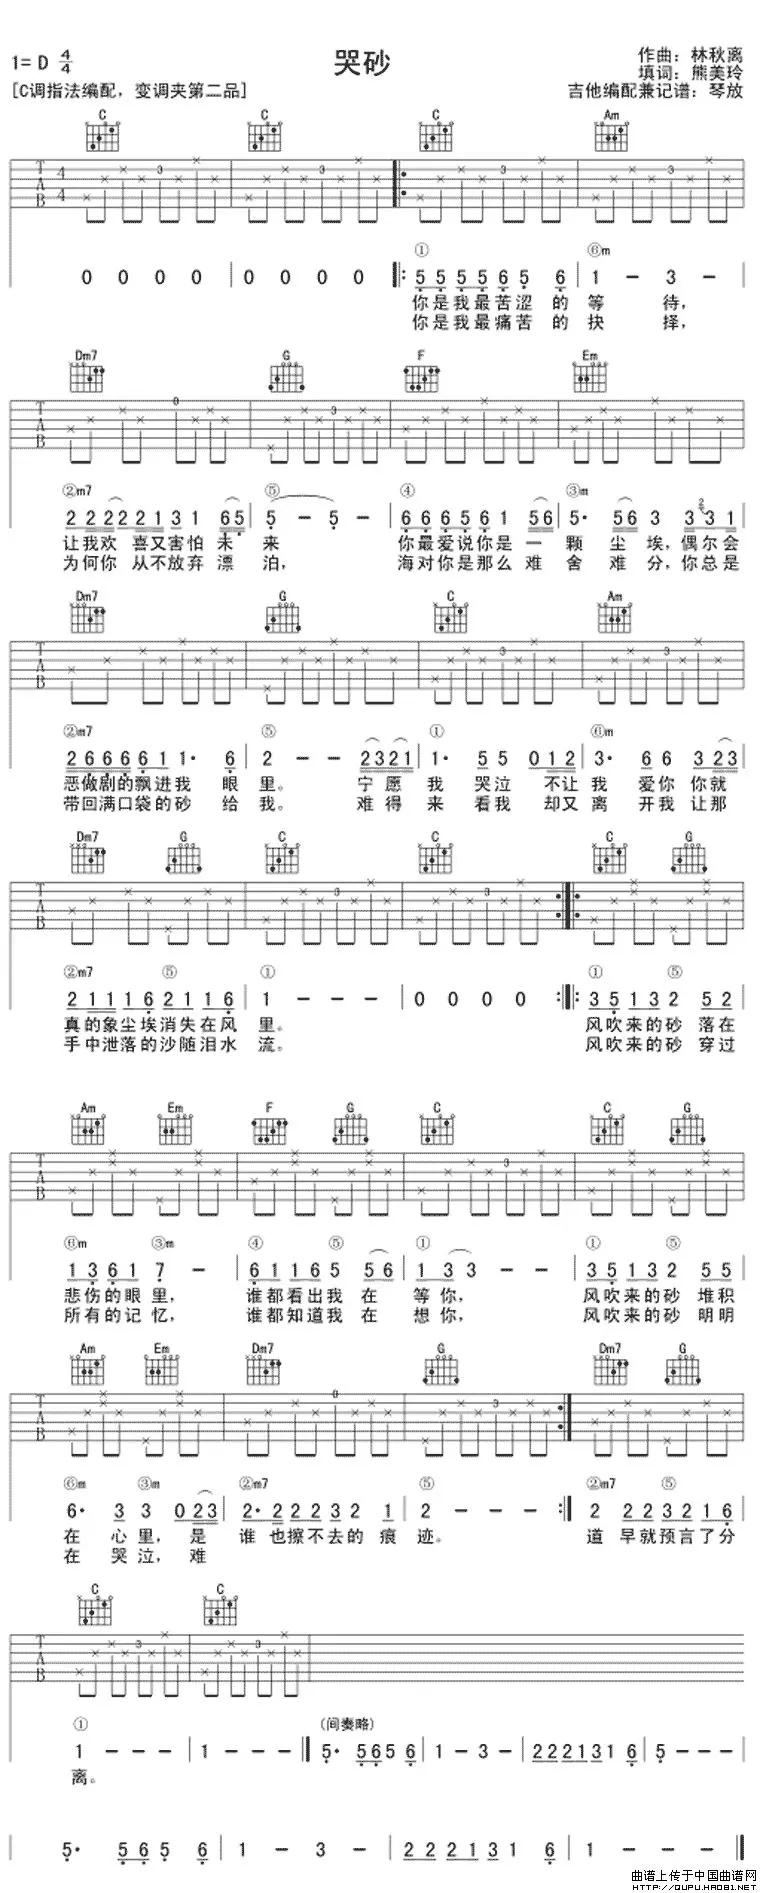 哭砂
1= D 4/4
[C调指法编配，变调夹第二品]
作曲：林秋离
填词：熊美玲
吉他编配兼记谱：琴放
C C C Am
① ⑥m
0 0 0 0 0 0 0 0 5 5 5 5 6 5 6 1 - 3 -
你是我最苦涩的等待，
你是我最痛苦的抉择，
Dm7 G F Em
②m7 ⑤ ④ ③m
2 2 2 2 2 2 1 3 1 6 5 5 - 5 - 6 6 6 5 6 1 5 6 5· 5 6 3 3 3 1
让我欢喜又害怕未来 你最爱说你是一颗尘埃，偶尔会
为何你从不放弃漂泊， 海对你是那么难舍难分，你总是
Dm7 G C Am
②m7 ⑤ ① ⑥m
2 6 6 6 6 6 1 1· 6 2 - - 2 3 2 1 1· 5 5 0 1 2 3· 6 6 3 2 3
恶做剧的飘进我眼里。宁愿我哭泣不让我爱你你就
带回满口袋的砂给我。难得来看我却又离开我让那
Dm7 G C C C G
②m7 ⑤ ① ① ⑤
2 1 1 1 6 2 1 1 6 1 - - - 0 0 0 0 3 5 1 3 2 5 2
真的象尘埃消失在风里。 风吹来的砂落在
手中泄落的沙随泪水流。 风吹来的砂穿过
Am Em F G C C G
⑥m ③m ④ ⑤ ① ① ⑤
1 3 6 1 7 - 6 1 1 6 5 5 6 1 3 3 - - 3 5 1 3 2 5 5
悲伤的眼里，谁都看出我在等你， 风吹来的砂堆积
所有的记忆，谁都知道我在想你， 风吹来的砂明明
Am Em Dm7 G Dm7 G
⑥m ③m ②m7 ⑤ ②m7 ⑤
6· 3 3 0 2 3 2· 2 2 2 3 2 1 2 - - - 2 2 2 3 2 1 6
在心里，是谁也擦不去的痕迹。 道早就预言了分
在哭泣，难
C C
① (间奏略)
1 - - - 1 - - - 5· 5 6 5 6 1 - 3 - 2 2 2 1 3 1 6 5 - - -
离。
5· 5 6 5 6 1 - 3 - 2 2 2 1 3 1 6 1 - - -
曲谱上传于中国曲谱网
HTTP://QUPU.HAO81.NET